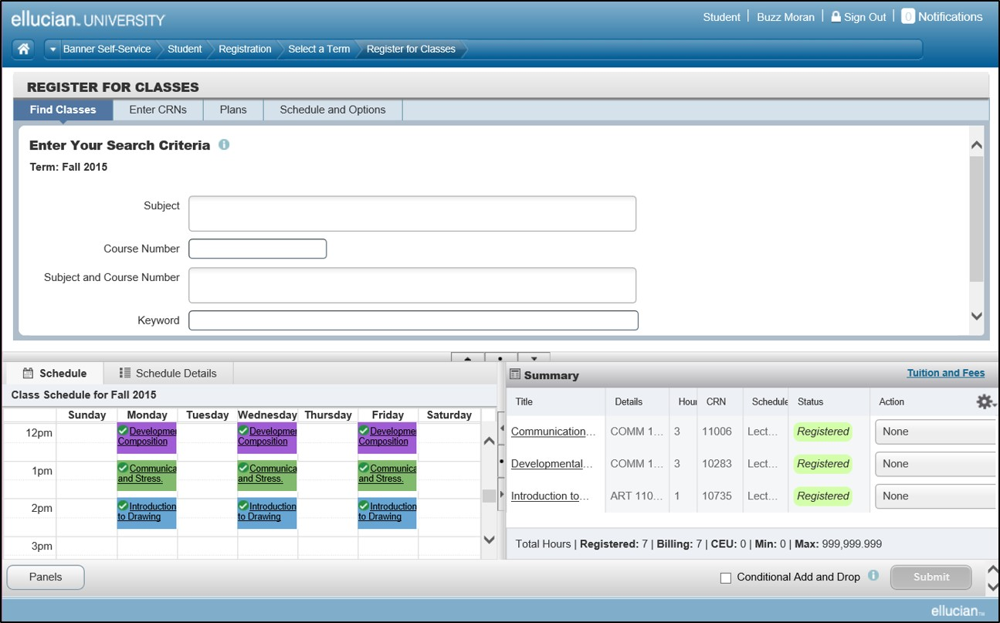 ellucian. UNIVERSITY
Student | Buzz Moran | Sign Out | 0 Notifications
Banner Self-Service Student Registration Select a Term Register for Classes
REGISTER FOR CLASSES
Find Classes Enter CRNs Plans Schedule and Options
Enter Your Search Criteria
Term: Fall 2015
Subject
Course Number
Subject and Course Number
Keyword
Schedule Schedule Details
Class Schedule for Fall 2015
Sunday Monday Tuesday Wednesday Thursday Friday Saturday
12pm
Developmer Developmer Developme
Composition Composition Composition
1pm
Communica Communica Communica
and Stress. and Stress. and Stress.
2pm
Introduction Introduction Introduction
to Drawing to Drawing to Drawing
3pm
Summary Tuition and Fees
Title Details Hour CRN Schedule Status Action
Communication... COMM 1... 3 11006 Lect... Registered None
Developmental... COMM 1... 3 10283 Lect... Registered None
Introduction to... ART 110... 1 10735 Lect... Registered None
Total Hours | Registered: 7 | Billing: 7 | CEU: 0 | Min: 0 | Max: 999,999.999
Panels Conditional Add and Drop Submit
ellucian™